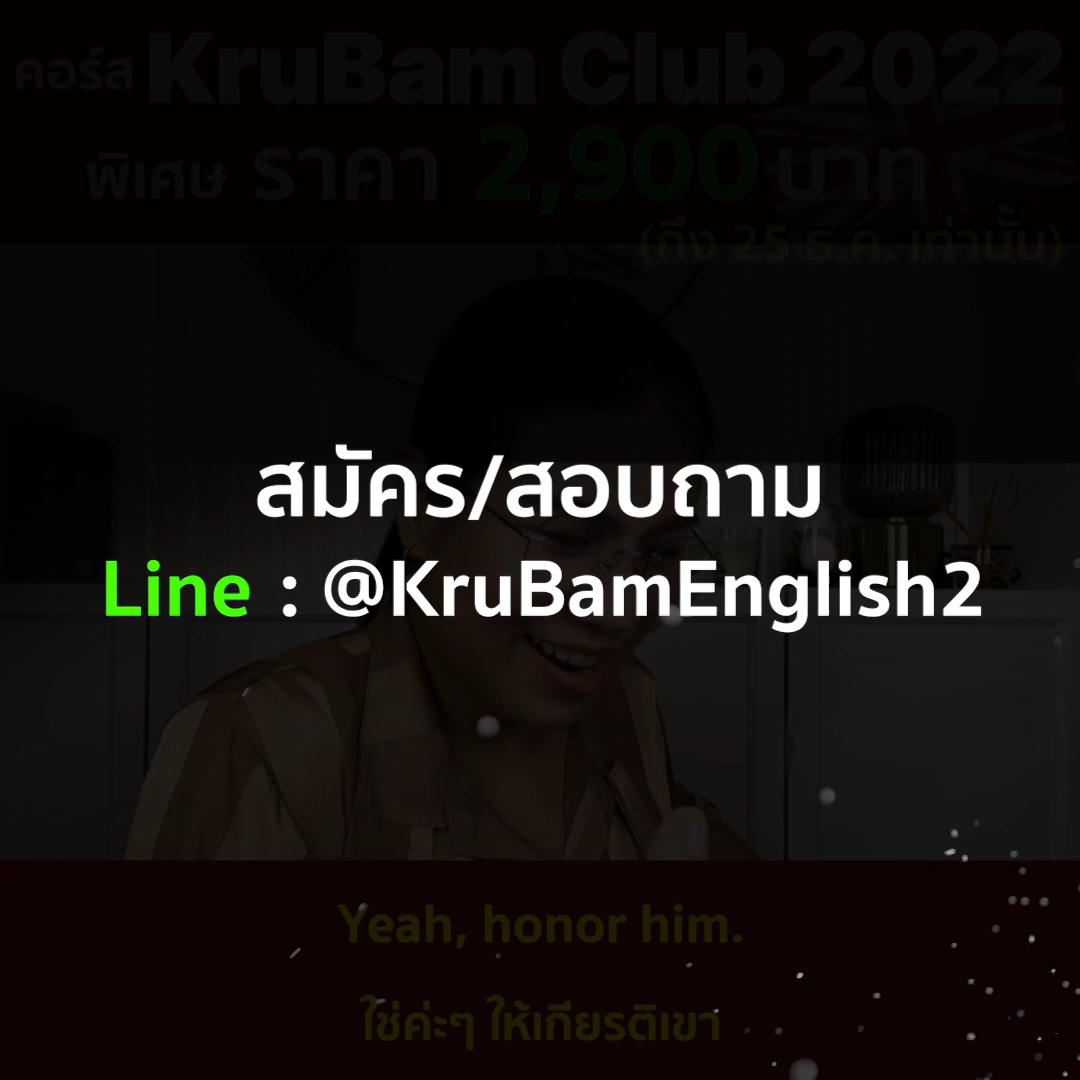 คอร์ส KruBam Club 2022
พิเศษ ราคา 2,900 บาท
(ถึง 25 ธ.ค. เท่านั้น)
สมัคร/สอบถาม
Line : @KruBamEnglish2
Yeah, honor him.
ใช่ค่ะๆ ให้เกียรติเขา